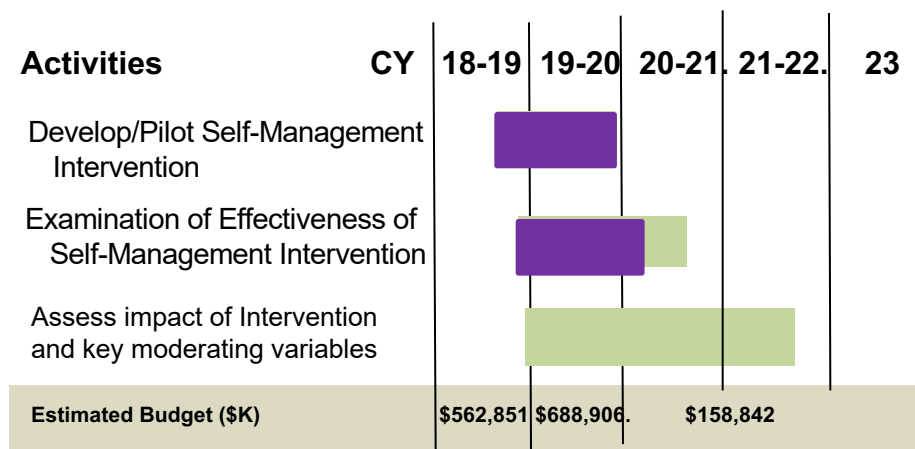 Activities CY 18-19 19-20 20-21. 21-22. 23
Develop/Pilot Self-Management
Intervention
Examination of Effectiveness of
Self-Management Intervention
Assess impact of Intervention
and key moderating variables
Estimated Budget ($K) $562,851 $688,906. $158,842